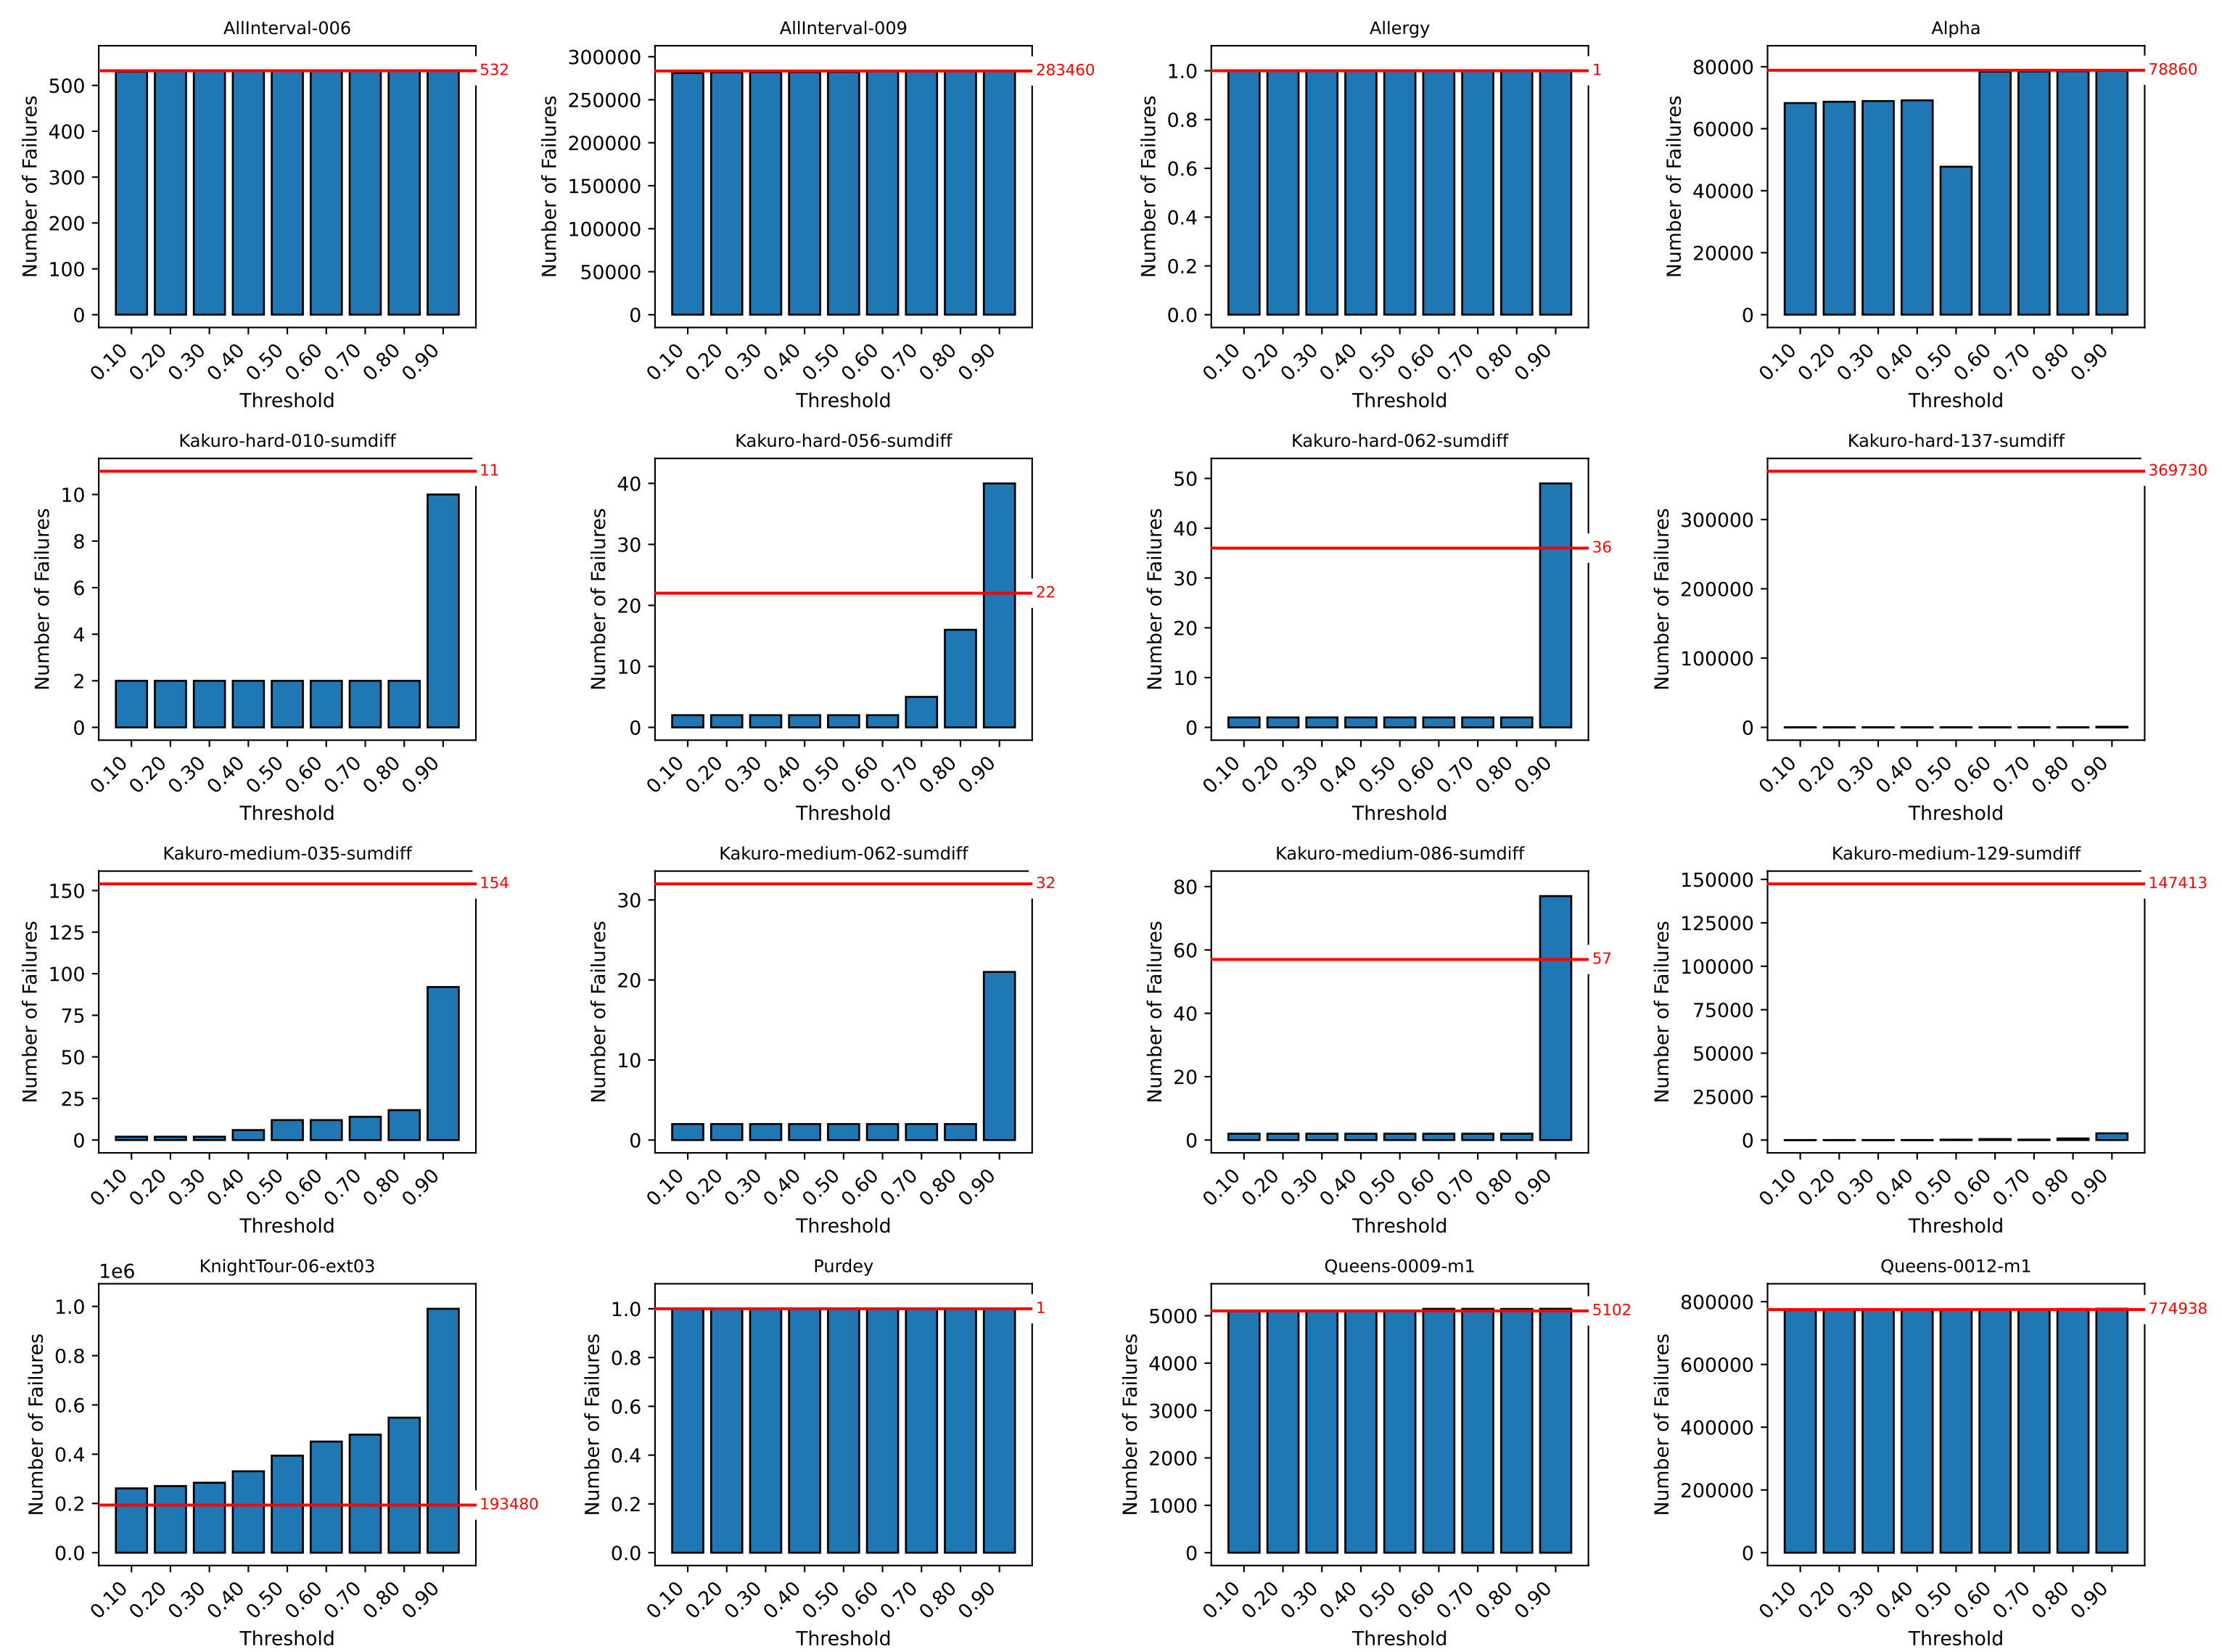 AllInterval-006
Number of Failures
500
400
300
200
100
0
532
0.10 0.20 0.30 0.40 0.50 0.60 0.70 0.80 0.90
Threshold
AllInterval-009
Number of Failures
300000
250000
200000
150000
100000
50000
0
283460
0.10 0.20 0.30 0.40 0.50 0.60 0.70 0.80 0.90
Threshold
Allergy
Number of Failures
1.0
0.8
0.6
0.4
0.2
0.0
1
0.10 0.20 0.30 0.40 0.50 0.60 0.70 0.80 0.90
Threshold
Alpha
Number of Failures
80000
60000
40000
20000
0
78860
0.10 0.20 0.30 0.40 0.50 0.60 0.70 0.80 0.90
Threshold
Kakuro-hard-010-sumdiff
Number of Failures
10
8
6
4
2
0
11
0.10 0.20 0.30 0.40 0.50 0.60 0.70 0.80 0.90
Threshold
Kakuro-hard-056-sumdiff
Number of Failures
40
30
20
10
0
22
0.10 0.20 0.30 0.40 0.50 0.60 0.70 0.80 0.90
Threshold
Kakuro-hard-062-sumdiff
Number of Failures
50
40
30
20
10
0
36
0.10 0.20 0.30 0.40 0.50 0.60 0.70 0.80 0.90
Threshold
Kakuro-hard-137-sumdiff
Number of Failures
300000
200000
100000
0
369730
0.10 0.20 0.30 0.40 0.50 0.60 0.70 0.80 0.90
Threshold
Kakuro-medium-035-sumdiff
Number of Failures
150
125
100
75
50
25
0
154
0.10 0.20 0.30 0.40 0.50 0.60 0.70 0.80 0.90
Threshold
Kakuro-medium-062-sumdiff
Number of Failures
30
20
10
0
32
0.10 0.20 0.30 0.40 0.50 0.60 0.70 0.80 0.90
Threshold
Kakuro-medium-086-sumdiff
Number of Failures
80
60
40
20
0
57
0.10 0.20 0.30 0.40 0.50 0.60 0.70 0.80 0.90
Threshold
Kakuro-medium-129-sumdiff
Number of Failures
150000
125000
100000
75000
50000
25000
0
147413
0.10 0.20 0.30 0.40 0.50 0.60 0.70 0.80 0.90
Threshold
KnightTour-06-ext03
1e6
Number of Failures
1.0
0.8
0.6
0.4
0.2
0.0
193480
0.10 0.20 0.30 0.40 0.50 0.60 0.70 0.80 0.90
Threshold
Purdey
Number of Failures
1.0
0.8
0.6
0.4
0.2
0.0
1
0.10 0.20 0.30 0.40 0.50 0.60 0.70 0.80 0.90
Threshold
Queens-0009-m1
Number of Failures
5000
4000
3000
2000
1000
0
5102
0.10 0.20 0.30 0.40 0.50 0.60 0.70 0.80 0.90
Threshold
Queens-0012-m1
Number of Failures
800000
600000
400000
200000
0
774938
0.10 0.20 0.30 0.40 0.50 0.60 0.70 0.80 0.90
Threshold